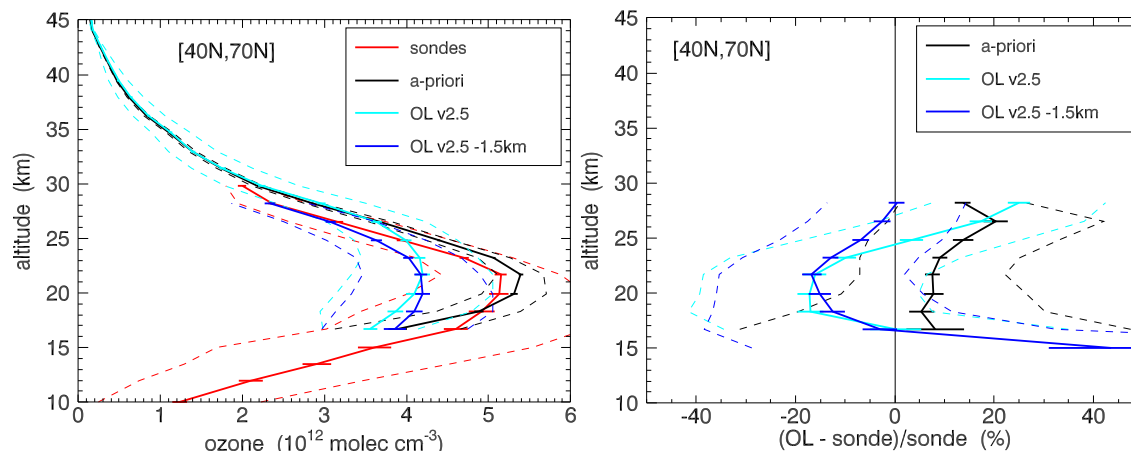 45
40
35
30
25
20
15
10
altitude (km)
[40N,70N]
sondes
a-priori
OL v2.5
OL v2.5 -1.5km
0 1 2 3 4 5 6
ozone (10¹² molec cm⁻³)
45
40
35
30
25
20
15
10
altitude (km)
[40N,70N]
a-priori
OL v2.5
OL v2.5 -1.5km
-40 -20 0 20 40
(OL - sonde)/sonde (%)